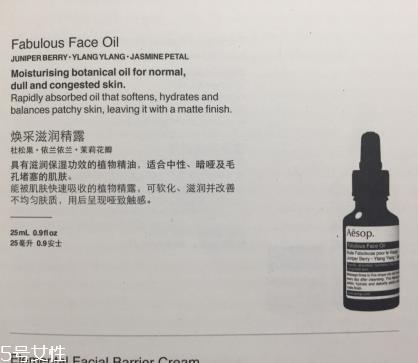 Fabulous Face Oil
JUNIPER BERRY · YLANG YLANG · JASMINE PETAL
Moisturising botanical oil for normal,
dull and congested skin.
Rapidly absorbed oil that softens, hydrates and
balances patchy skin, leaving it with a matte finish.
焕采滋润精露
杜松果 · 依兰依兰 · 茉莉花瓣
具有滋润保湿功效的植物精油，适合中性、暗哑及毛
孔堵塞的肌肤。
能被肌肤快速吸收的植物精露，可软化、滋润并改善
不均匀肤质，用后呈现哑致触感。
25mL 0.9 fl oz
25毫升 0.9安士
Aēsop.
Fabulous Face Oil
Facial Barrier Cream
5号女性